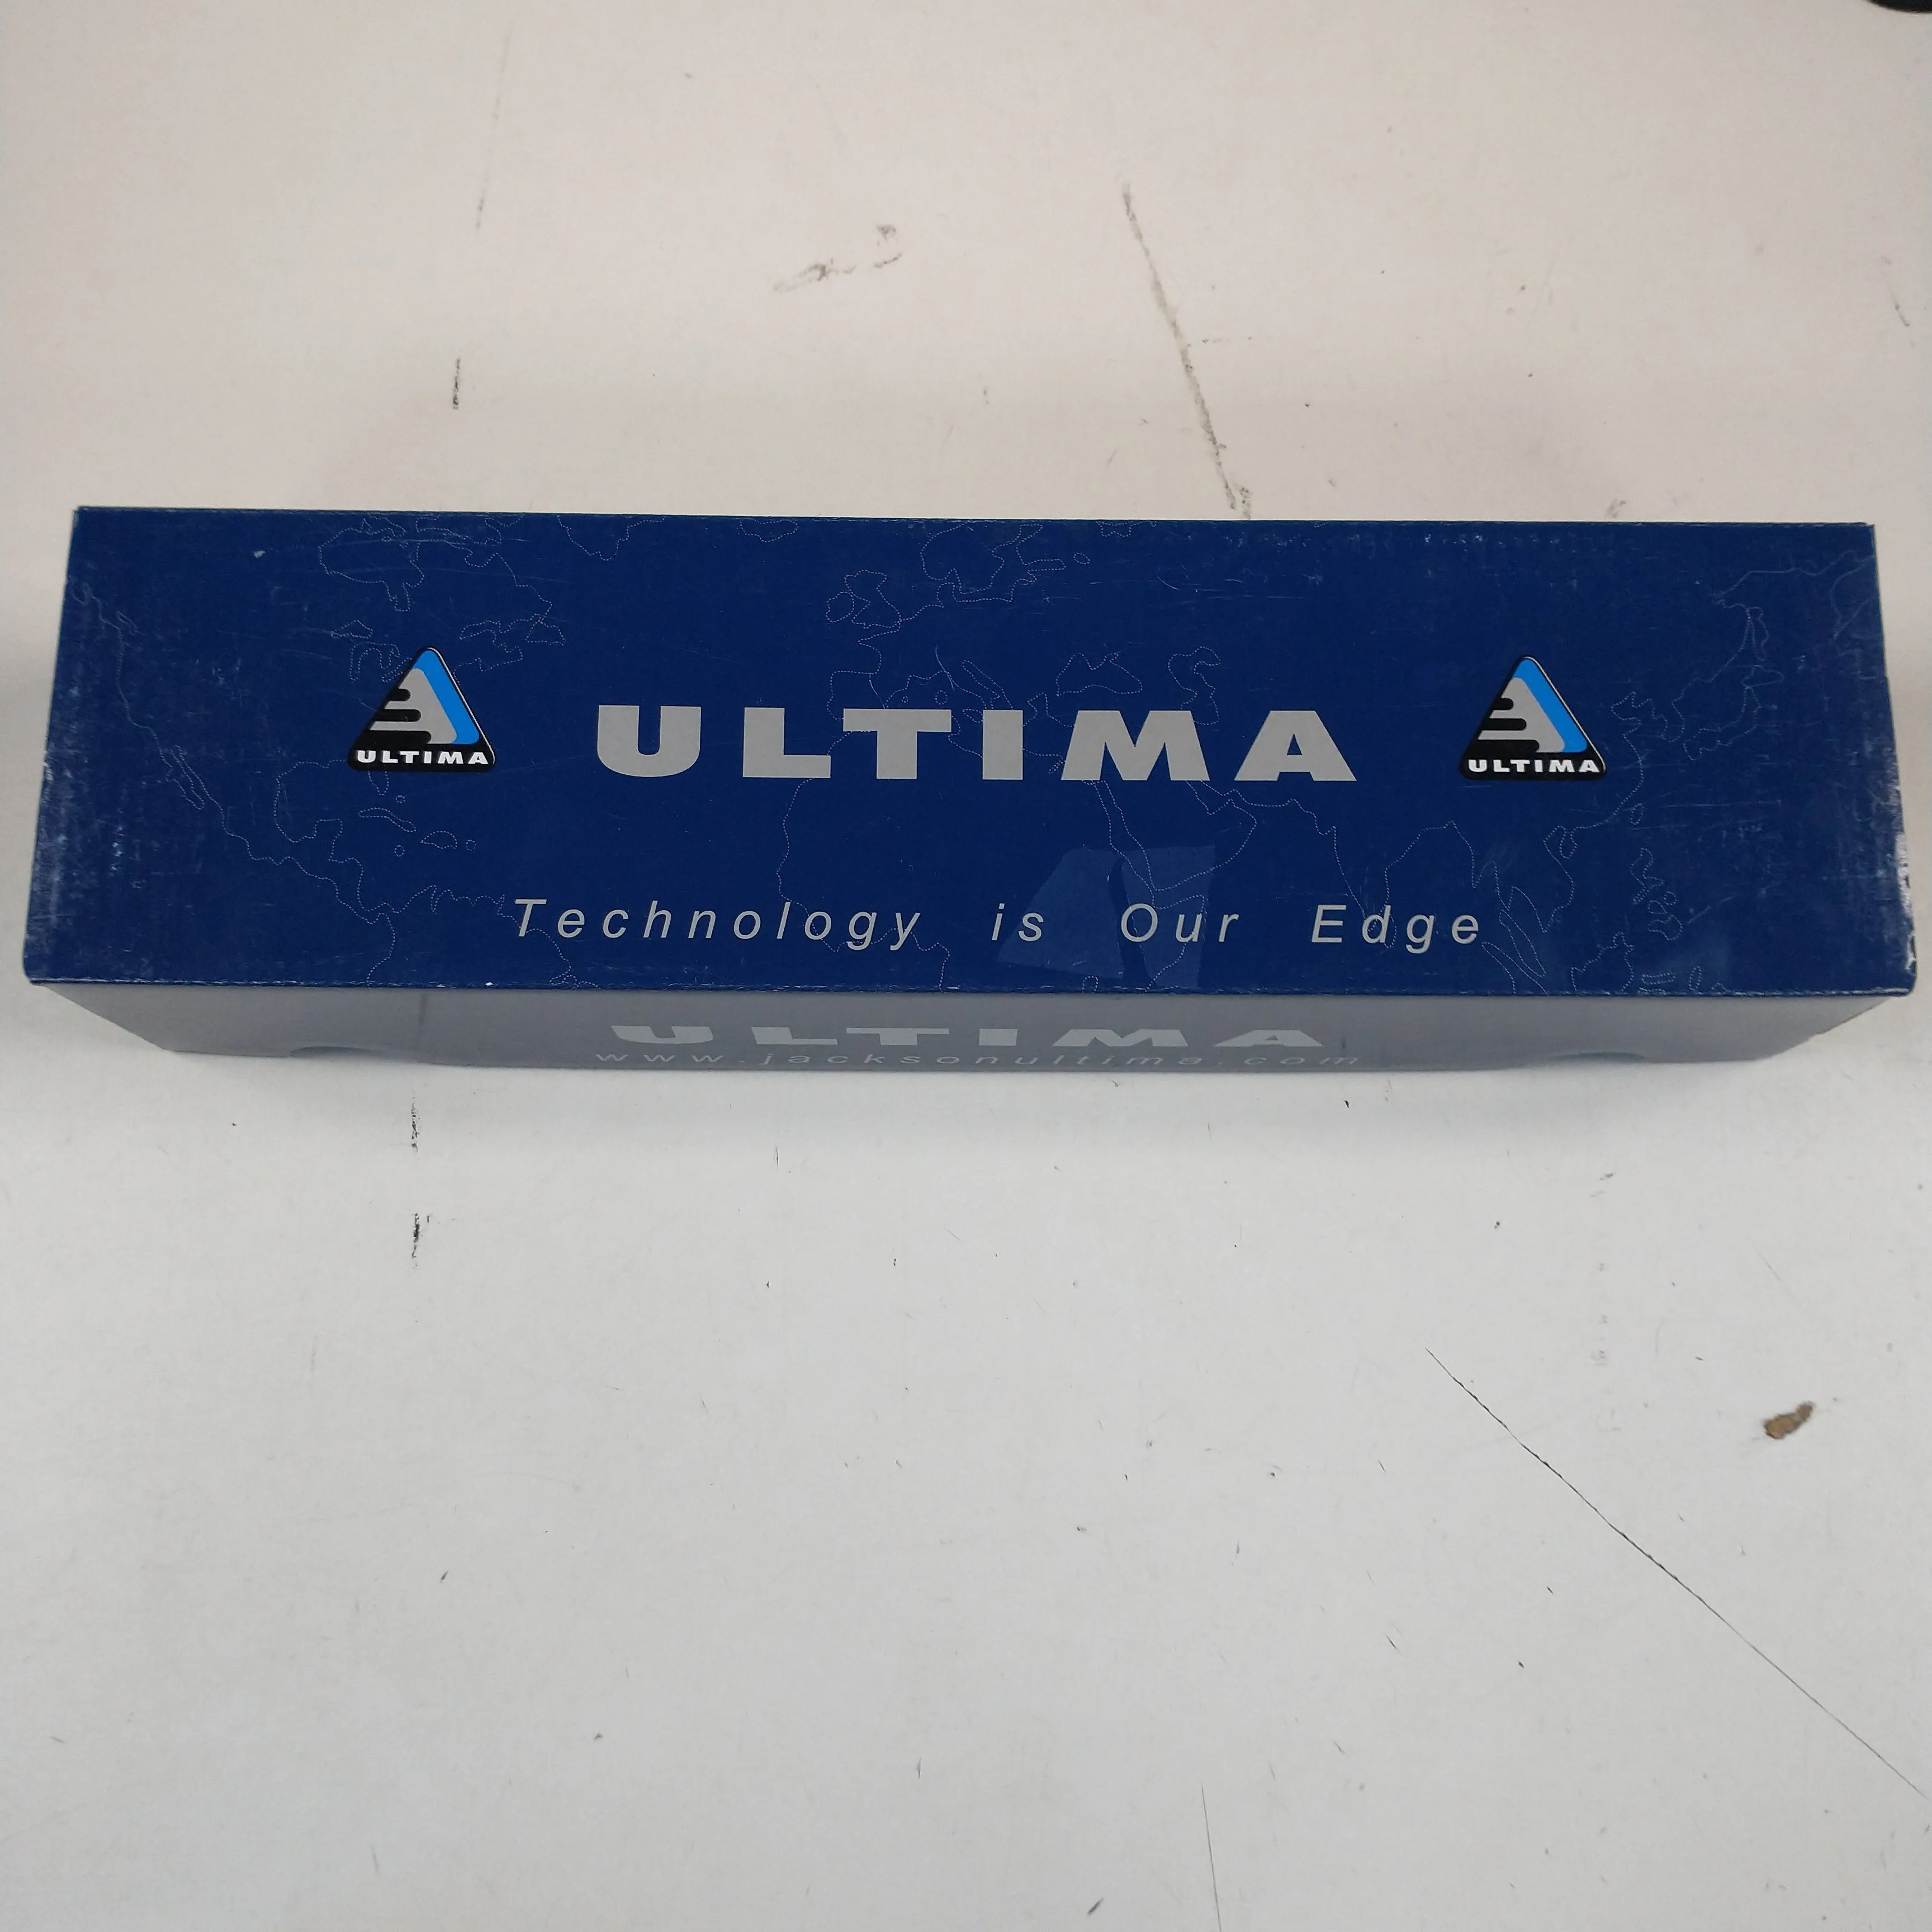 ULTIMA
ULTIMA
ULTIMA
Technology is Our Edge
ULTIMA
www.jacksonultima.com